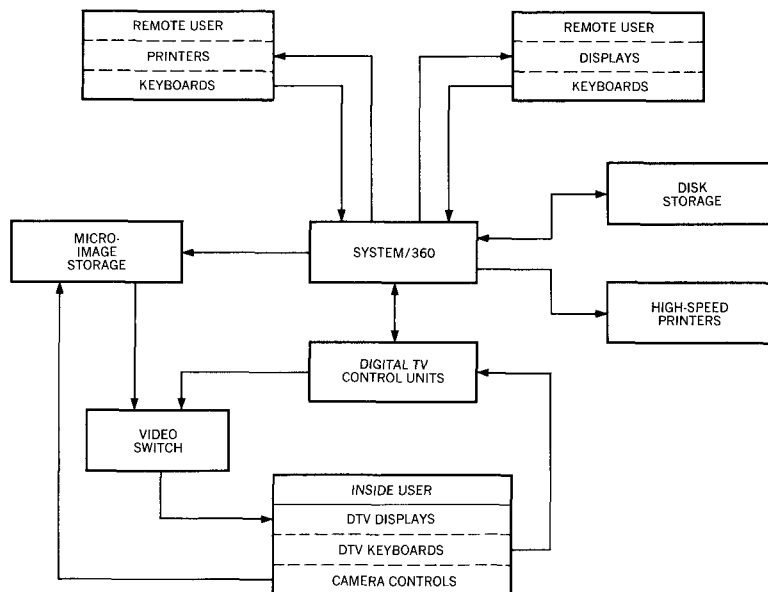 REMOTE USER
PRINTERS
KEYBOARDS
REMOTE USER
DISPLAYS
KEYBOARDS
DISK
STORAGE
MICRO-
IMAGE
STORAGE
SYSTEM/360
HIGH-SPEED
PRINTERS
DIGITAL TV
CONTROL UNITS
VIDEO
SWITCH
INSIDE USER
DTV DISPLAYS
DTV KEYBOARDS
CAMERA CONTROLS